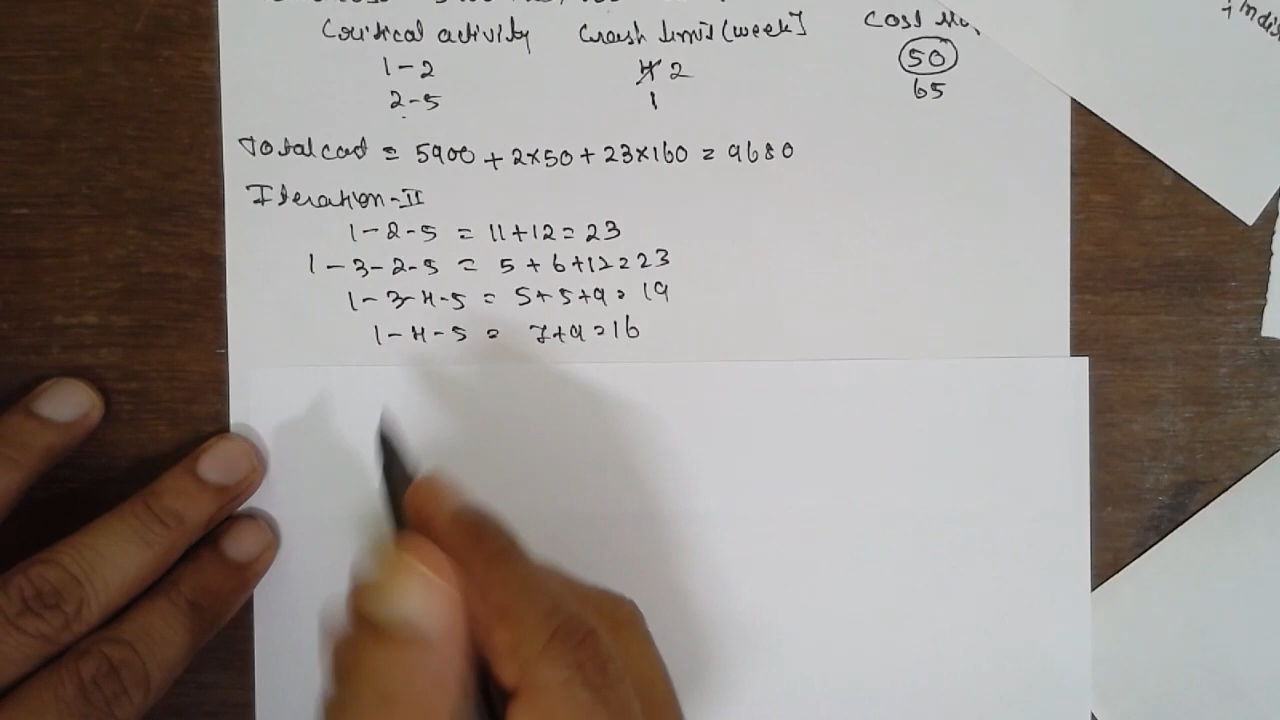 Critical activity Crash limit (week) Cost
1-2 4 2 50
2-5 1 65
Total cost = 5900 + 2×50 + 23×160 = 9680
Iteration-II
1-2-5 = 11+12 = 23
1-3-2-5 = 5+6+12 = 23
1-3-4-5 = 5+5+9 = 19
1-4-5 = 7+9 = 16